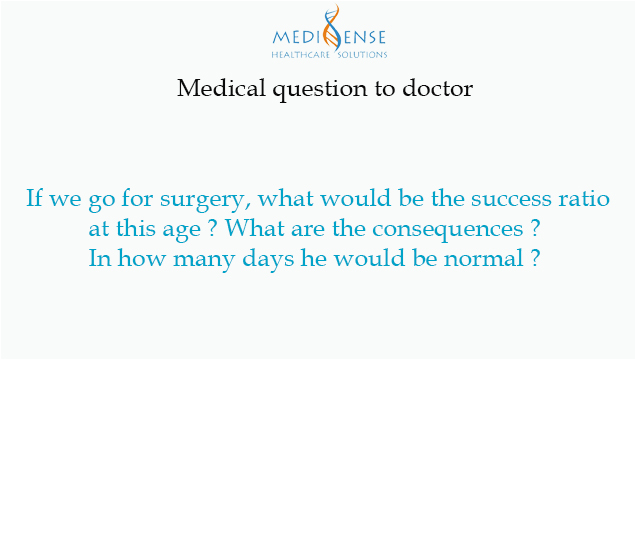 MEDISENSE
HEALTHCARE SOLUTIONS
Medical question to doctor
If we go for surgery, what would be the success ratio
at this age ? What are the consequences ?
In how many days he would be normal ?